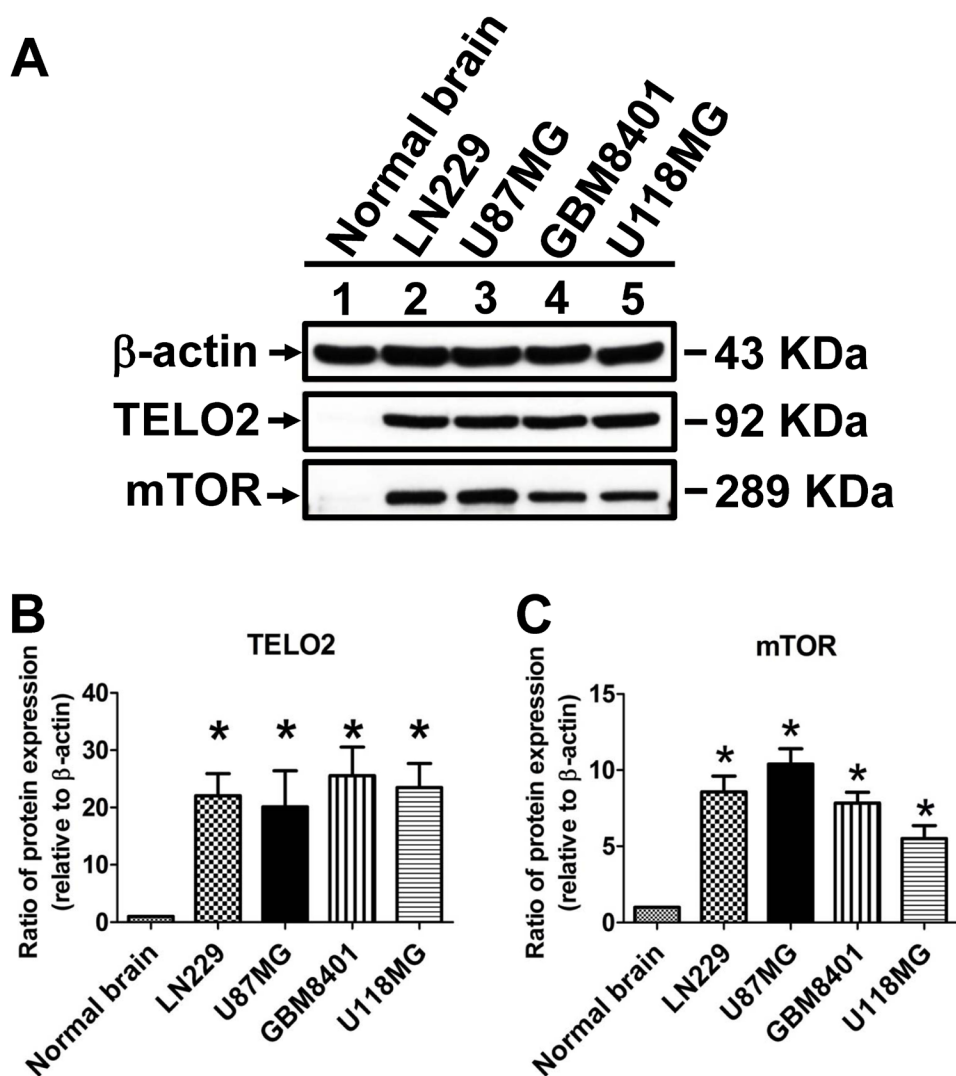 A
Normal brain
LN229
U87MG
GBM8401
U118MG
1 2 3 4 5
β-actin 43 KDa
TELO2 92 KDa
mTOR 289 KDa
B
TELO2
Ratio of protein expression
(relative to β-actin)
40
30
20
10
0
* * * *
Normal brain
LN229
U87MG
GBM8401
U118MG
C
mTOR
Ratio of protein expression
(relative to β-actin)
15
10
5
0
* * * *
Normal brain
LN229
U87MG
GBM8401
U118MG